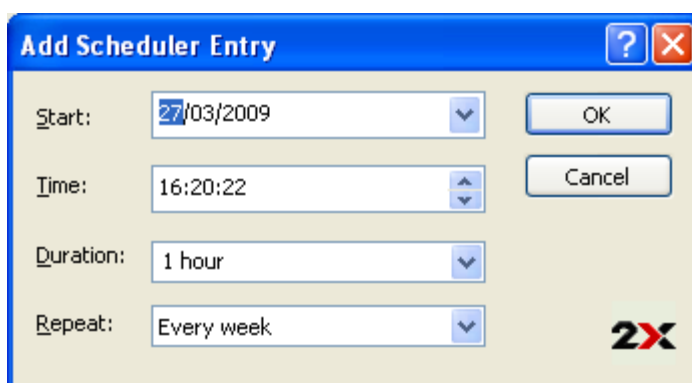 Add Scheduler Entry
?
Start:
27/03/2009
OK
Time:
16:20:22
Cancel
Duration:
1 hour
Repeat:
Every week
2X